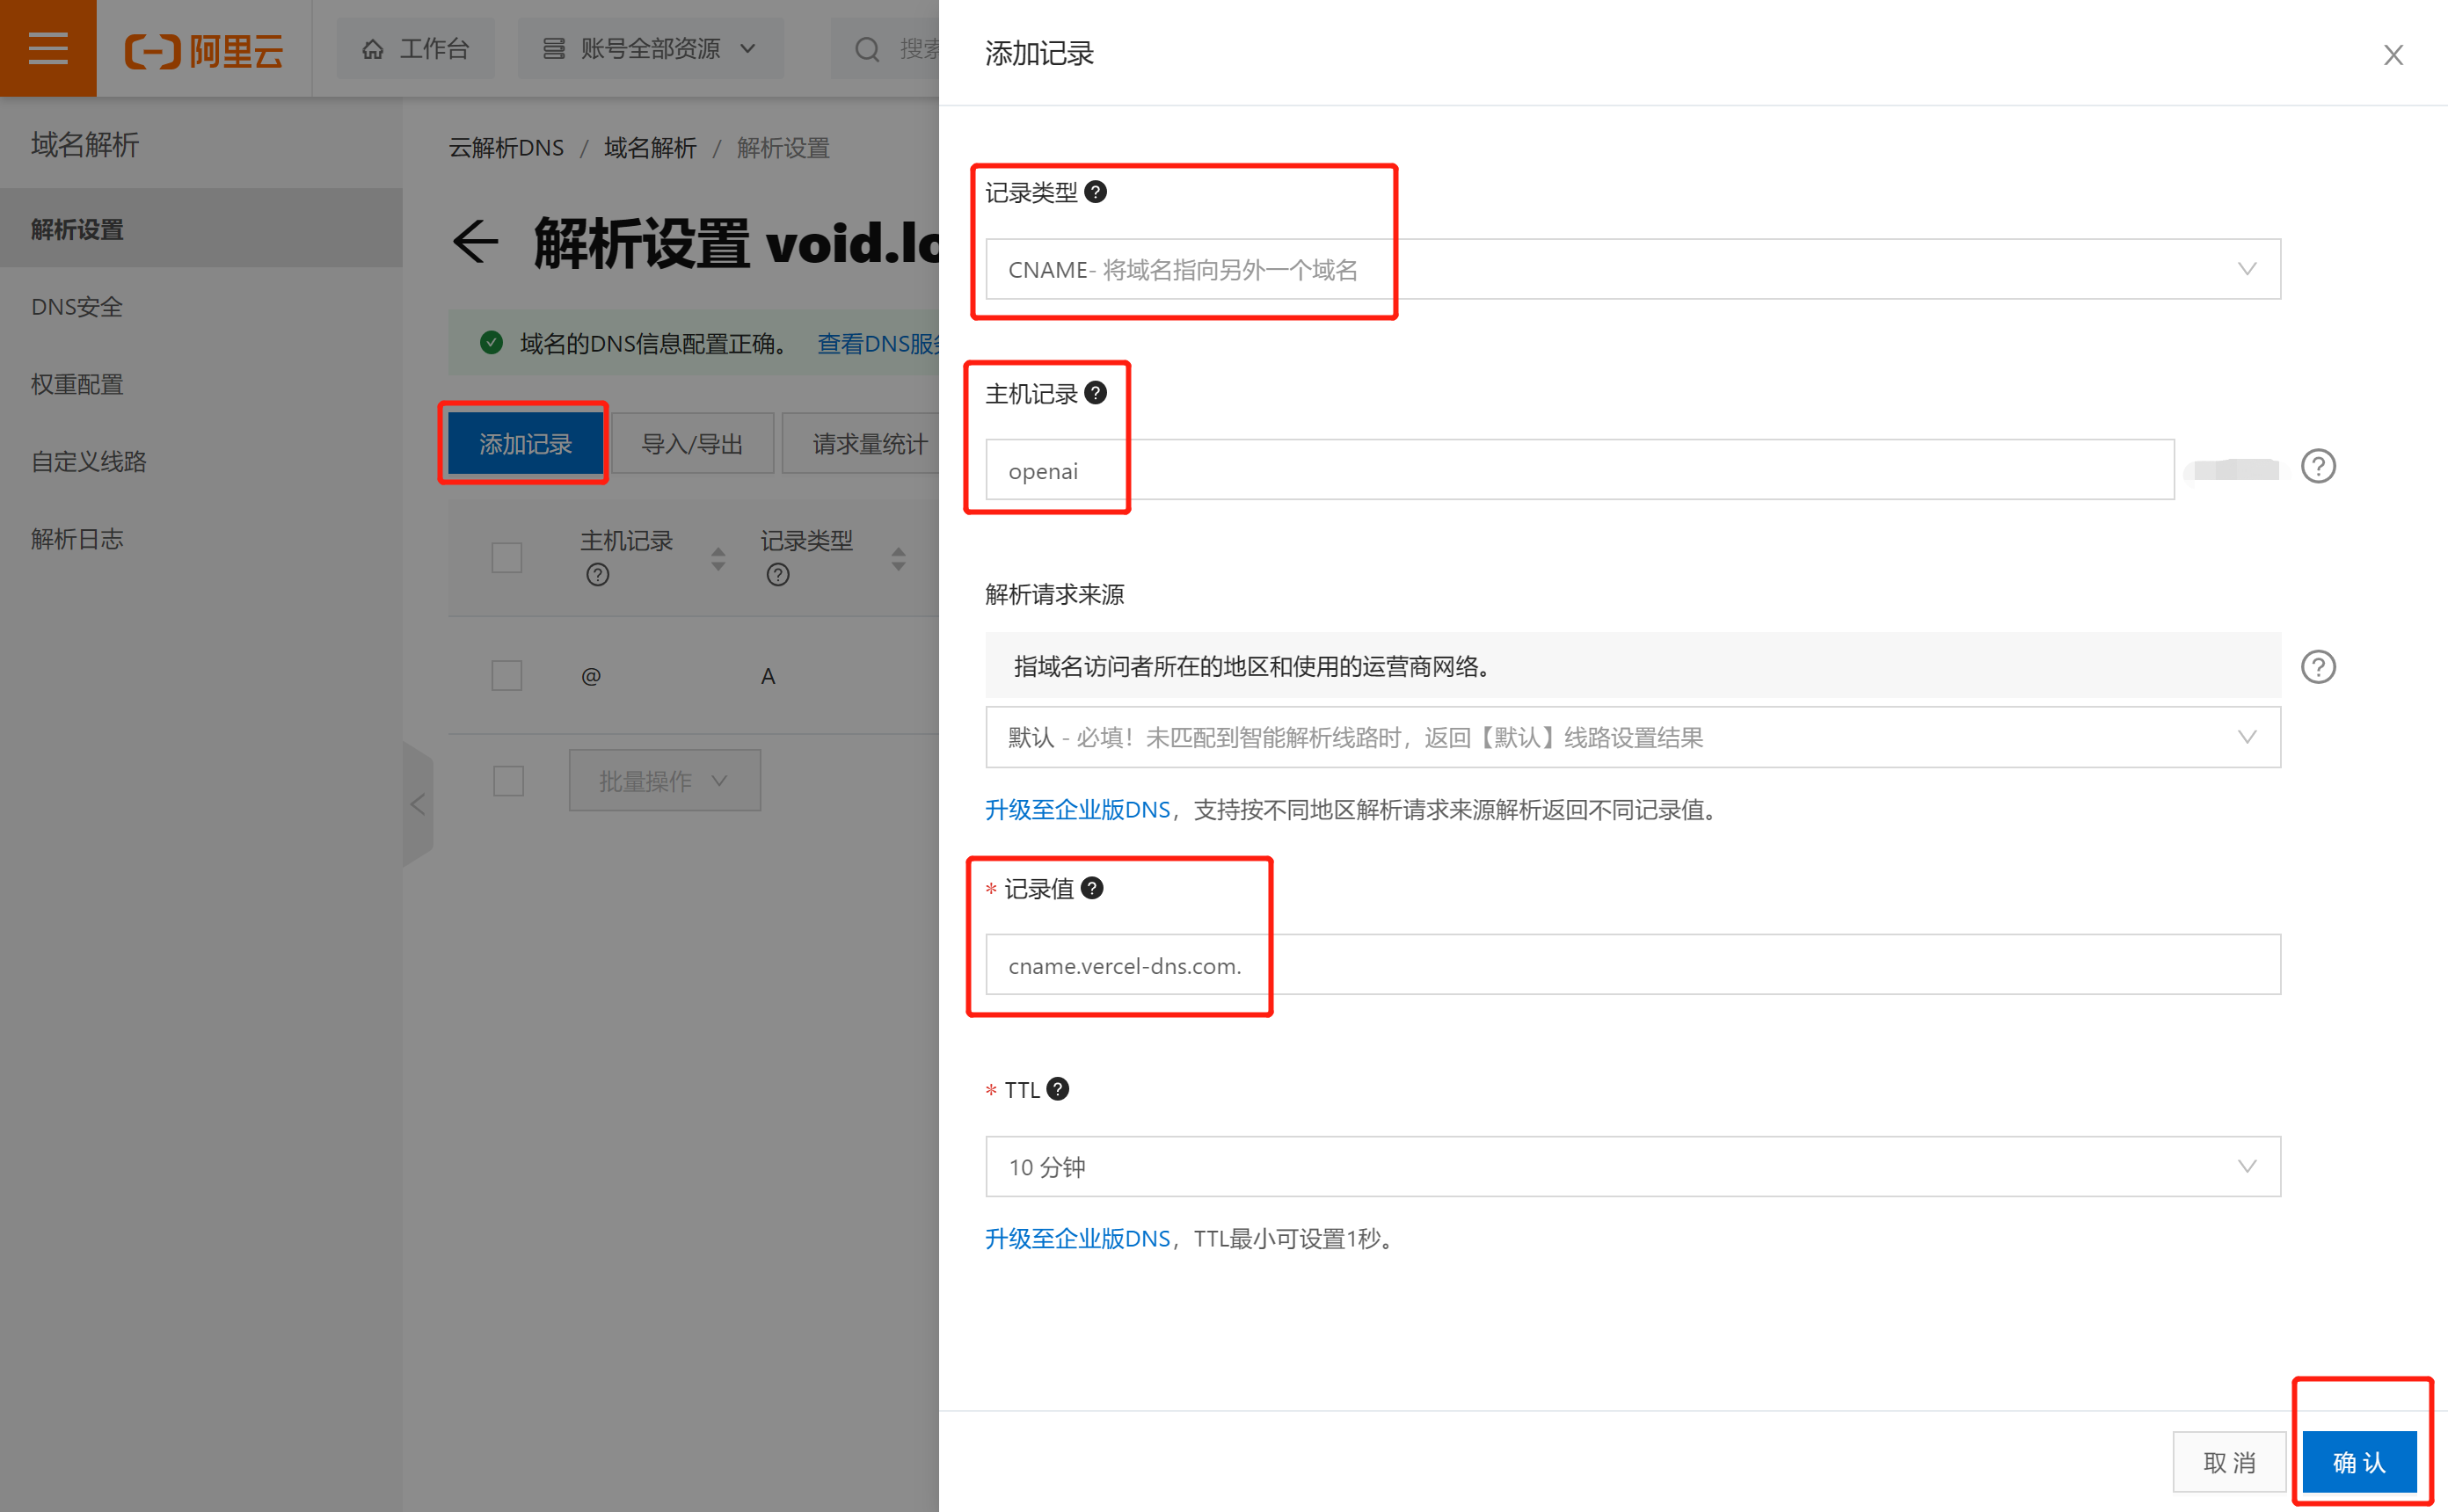 阿里云
工作台
账号全部资源
搜索
域名解析
解析设置
DNS安全
权重配置
自定义线路
解析日志
云解析DNS / 域名解析 / 解析设置
解析设置 void.lo
域名的DNS信息配置正确。 查看DNS服
添加记录 导入/导出 请求量统计
主机记录 记录类型
@ A
批量操作
添加记录
记录类型
CNAME- 将域名指向另外一个域名
主机记录
openai
解析请求来源
指域名访问者所在的地区和使用的运营商网络。
默认 - 必填！未匹配到智能解析线路时，返回【默认】线路设置结果
升级至企业版DNS，支持按不同地区解析请求来源解析返回不同记录值。
* 记录值
cname.vercel-dns.com.
* TTL
10 分钟
升级至企业版DNS，TTL最小可设置1秒。
取 消 确 认